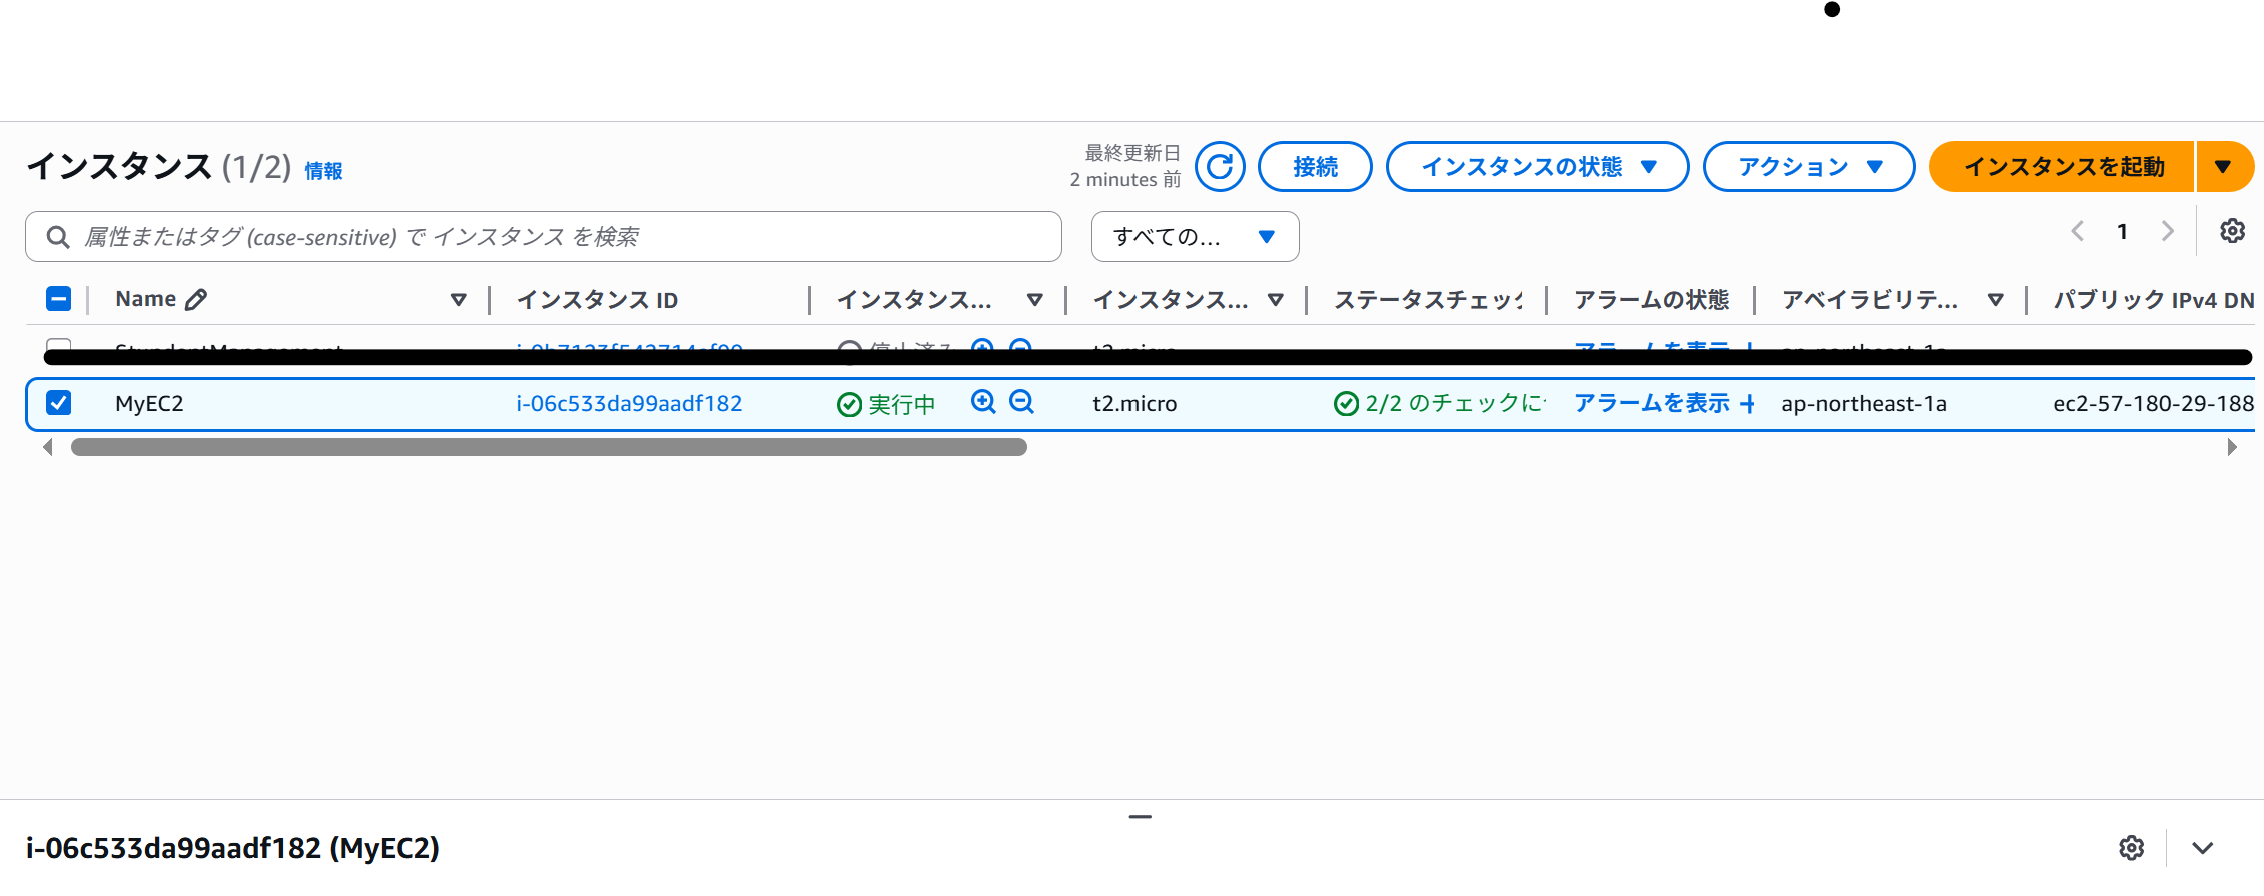 インスタンス (1/2) 情報
最終更新日
2 minutes 前
接続
インスタンスの状態
アクション
インスタンスを起動
属性またはタグ (case-sensitive) で インスタンス を検索
すべての...
1
Name インスタンス ID インスタンス... インスタンス... ステータスチェック アラームの状態 アベイラビリテ... パブリック IPv4 DN
MyEC2 i-06c533da99aadf182 実行中 t2.micro 2/2 のチェックに アラームを表示 ap-northeast-1a ec2-57-180-29-188
i-06c533da99aadf182 (MyEC2)